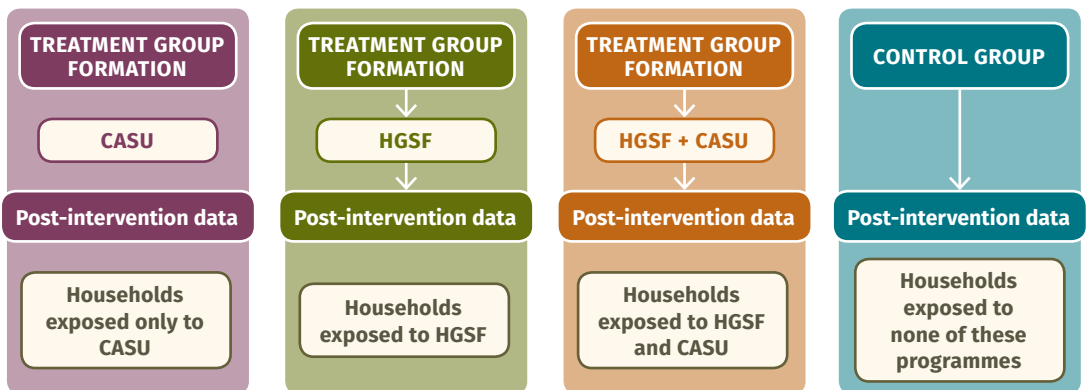 TREATMENT GROUP
FORMATION
CASU
Post-intervention data
Households
exposed only to
CASU
TREATMENT GROUP
FORMATION
HGSF
Post-intervention data
Households
exposed to HGSF
TREATMENT GROUP
FORMATION
HGSF + CASU
Post-intervention data
Households
exposed to HGSF
and CASU
CONTROL GROUP
Post-intervention data
Households
exposed to
none of these
programmes